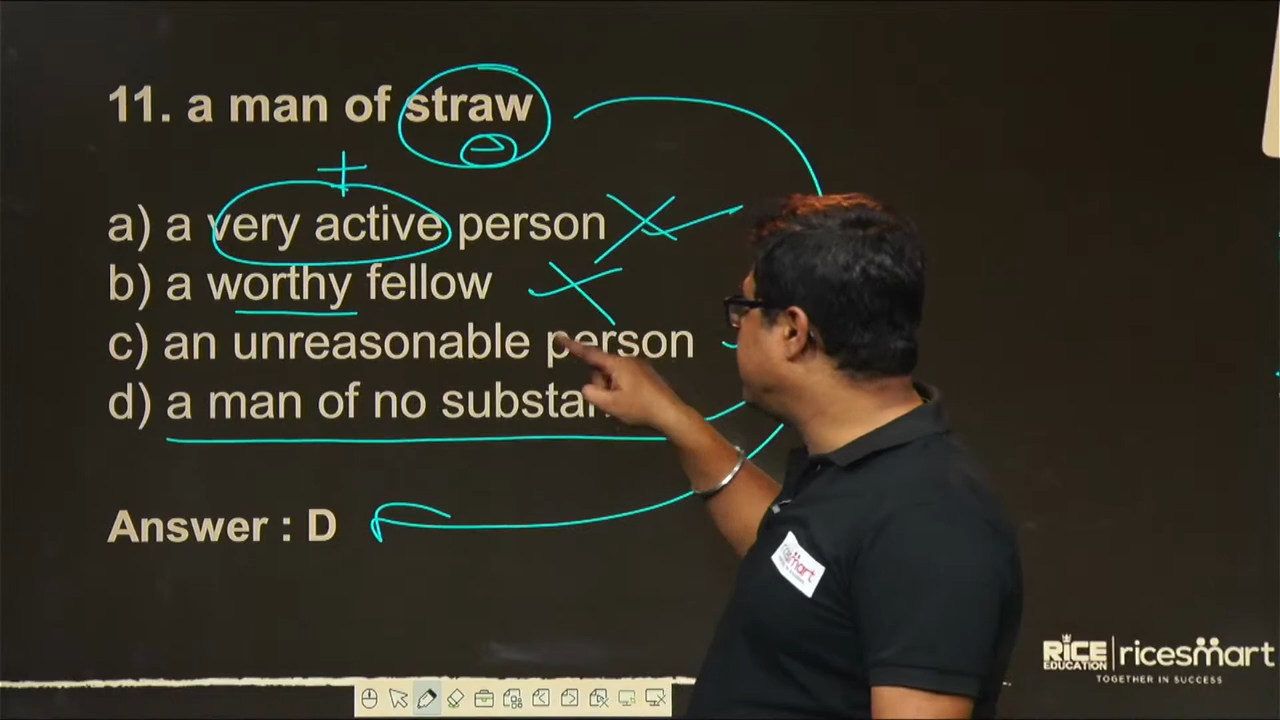 11. a man of straw
a) a very active person
b) a worthy fellow
c) an unreasonable person
d) a man of no
Answer : D
RICE EDUCATION ricesmart
TOGETHER IN SUCCESS